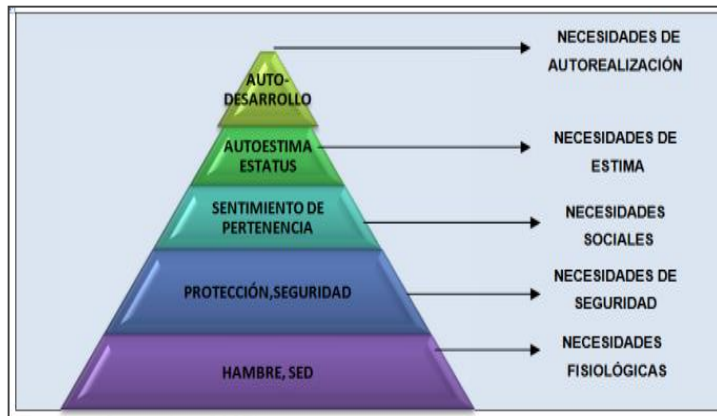 NECESIDADES DE
AUTOREALIZACIÓN
AUTO-
DESARROLLO
AUTOESTIMA
ESTATUS
NECESIDADES DE
ESTIMA
SENTIMIENTO DE
PERTENENCIA
NECESIDADES
SOCIALES
PROTECCIÓN,SEGURIDAD
NECESIDADES DE
SEGURIDAD
HAMBRE, SED
NECESIDADES
FISIOLÓGICAS